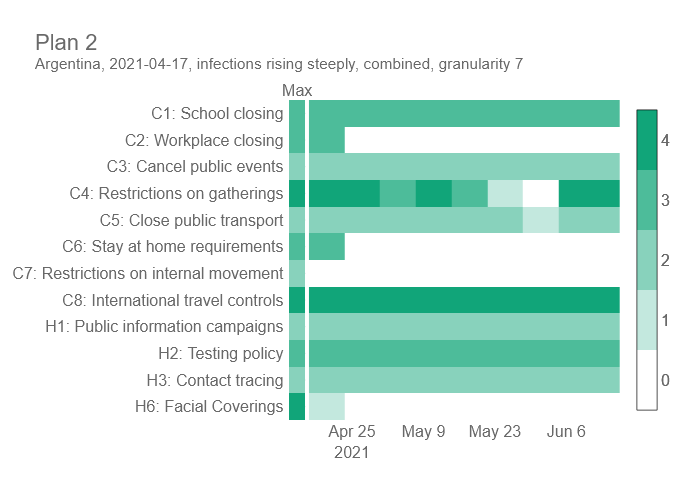 Plan 2
Argentina, 2021-04-17, infections rising steeply, combined, granularity 7
Max
C1: School closing
C2: Workplace closing
C3: Cancel public events
C4: Restrictions on gatherings
C5: Close public transport
C6: Stay at home requirements
C7: Restrictions on internal movement
C8: International travel controls
H1: Public information campaigns
H2: Testing policy
H3: Contact tracing
H6: Facial Coverings
Apr 25 May 9 May 23 Jun 6
2021
4
3
2
1
0